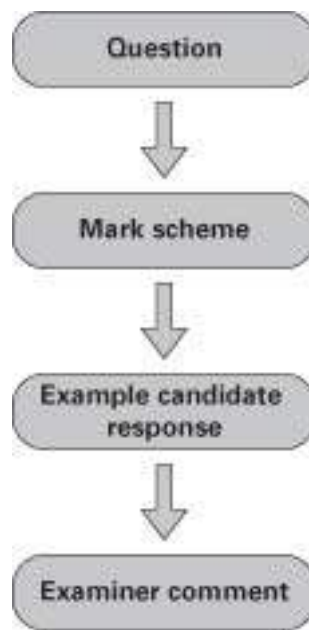 Question
Mark scheme
Example candidate
response
Examiner comment